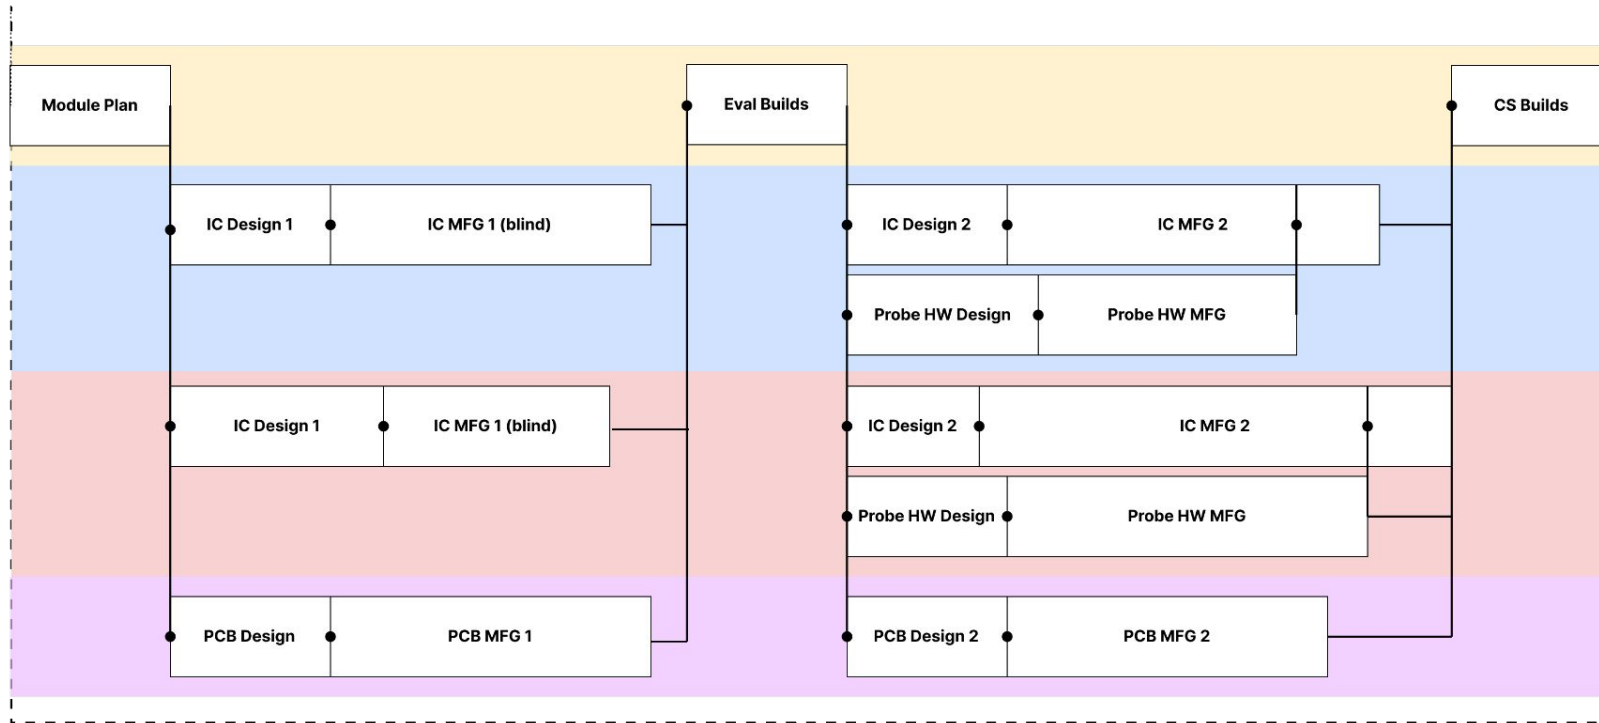 Module Plan
Eval Builds
CS Builds
IC Design 1
IC MFG 1 (blind)
IC Design 2
IC MFG 2
Probe HW Design
Probe HW MFG
IC Design 1
IC MFG 1 (blind)
IC Design 2
IC MFG 2
Probe HW Design
Probe HW MFG
PCB Design
PCB MFG 1
PCB Design 2
PCB MFG 2